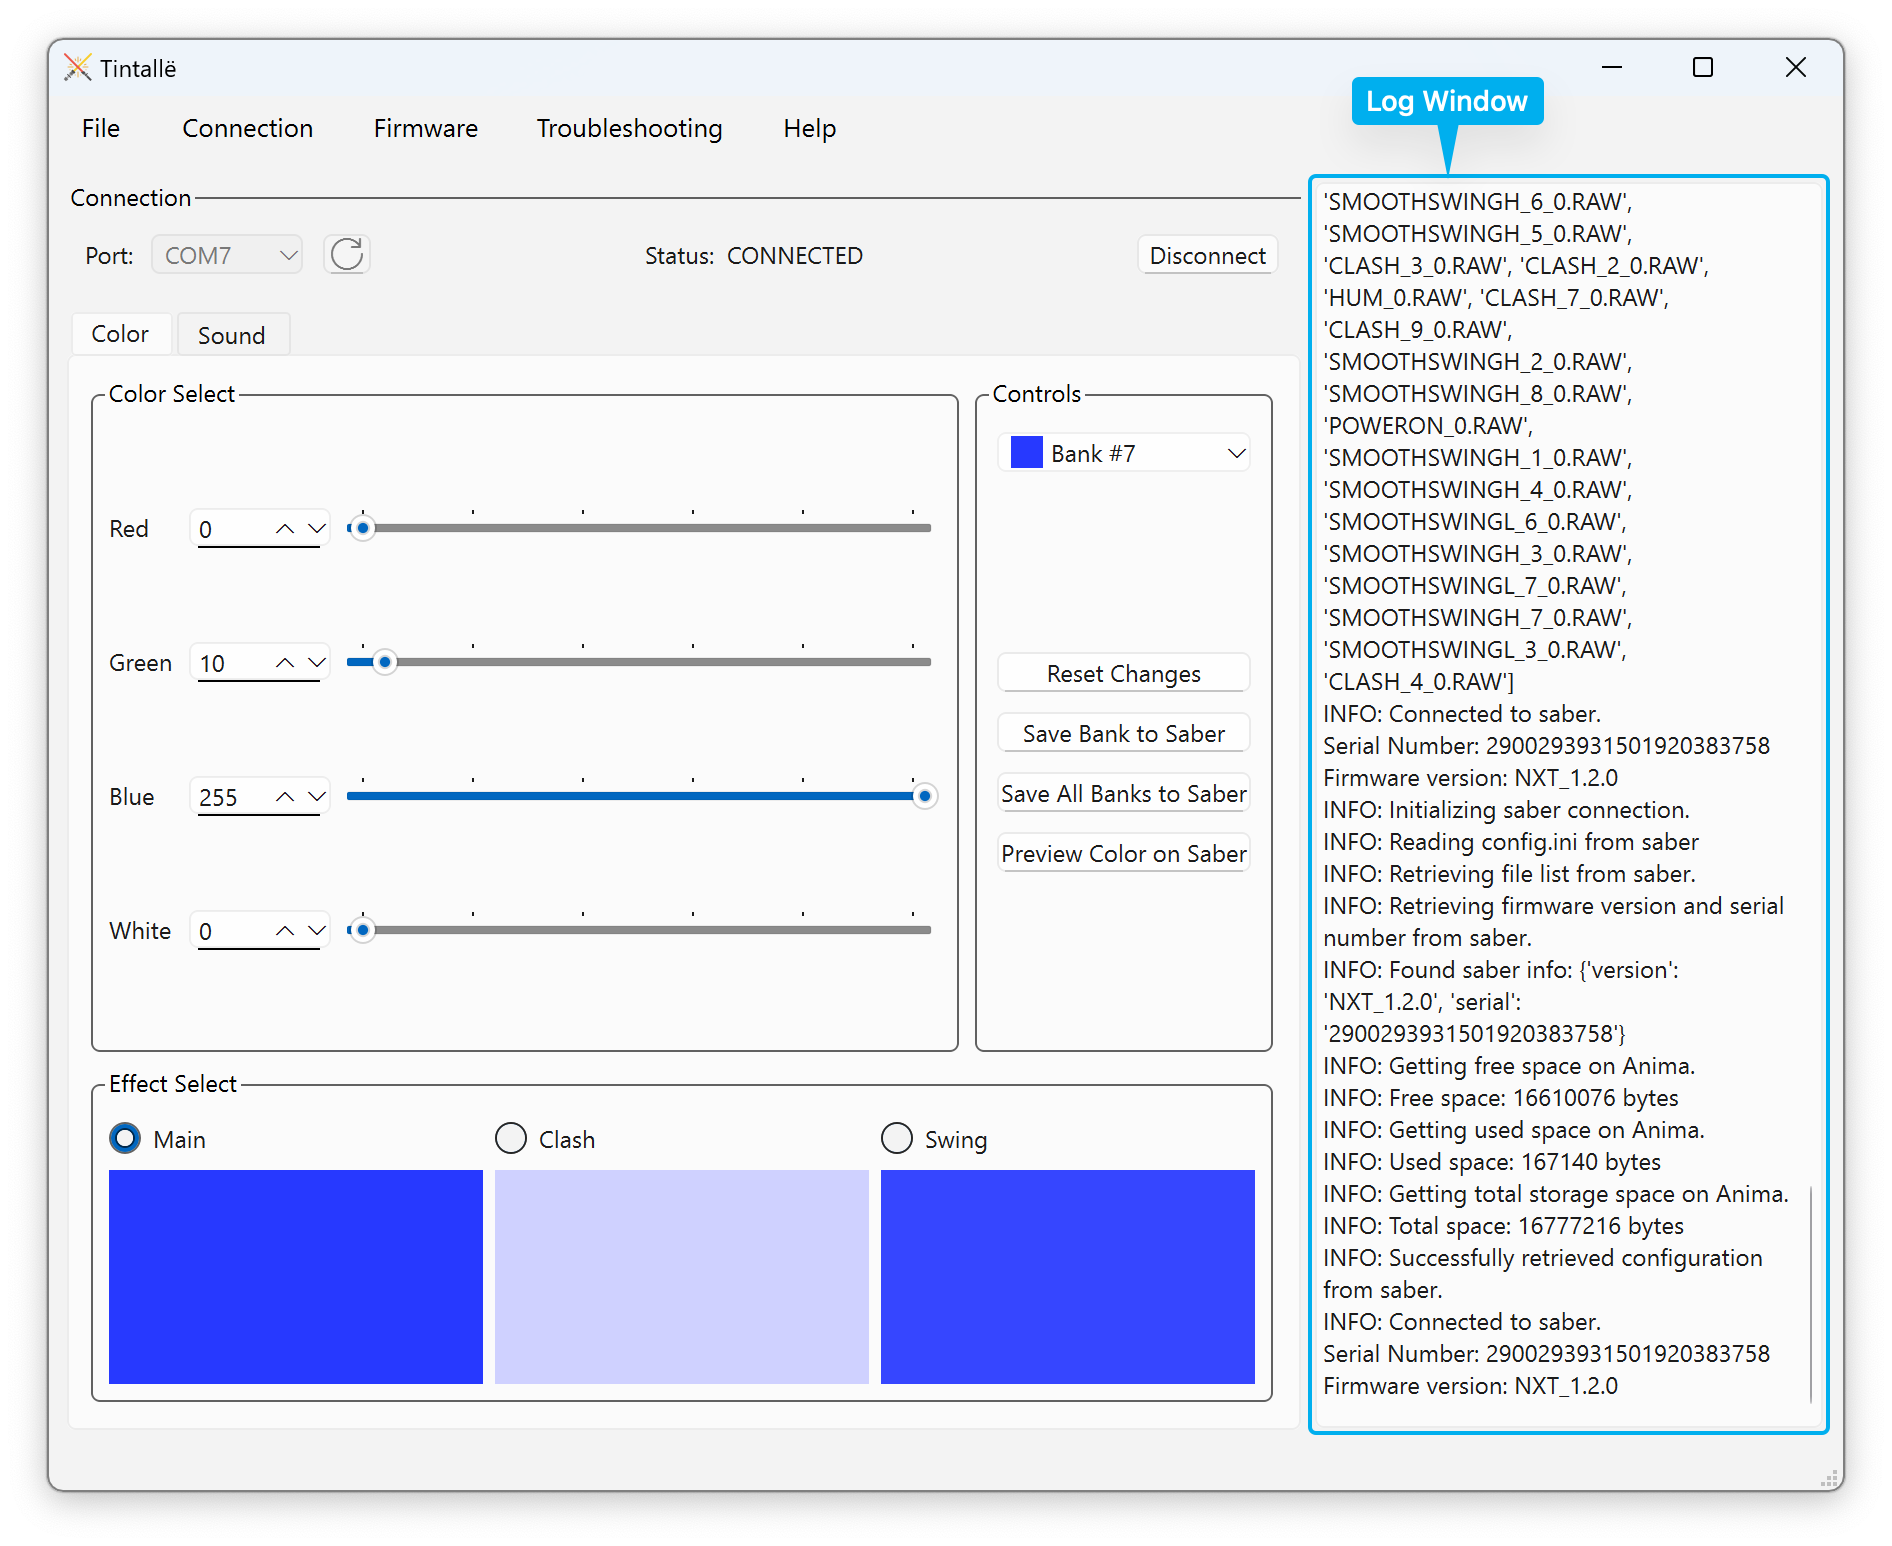 Tintallë
Log Window
File Connection Firmware Troubleshooting Help
Connection
Port: COM7 Status: CONNECTED Disconnect
Color Sound
Color Select
Red 0
Green 10
Blue 255
White 0
Controls
Bank #7
Reset Changes
Save Bank to Saber
Save All Banks to Saber
Preview Color on Saber
Effect Select
Main Clash Swing
'SMOOTHSWINGH_6_0.RAW',
'SMOOTHSWINGH_5_0.RAW',
'CLASH_3_0.RAW', 'CLASH_2_0.RAW',
'HUM_0.RAW', 'CLASH_7_0.RAW',
'CLASH_9_0.RAW',
'SMOOTHSWINGH_2_0.RAW',
'SMOOTHSWINGH_8_0.RAW',
'POWERON_0.RAW',
'SMOOTHSWINGH_1_0.RAW',
'SMOOTHSWINGH_4_0.RAW',
'SMOOTHSWINGL_6_0.RAW',
'SMOOTHSWINGH_3_0.RAW',
'SMOOTHSWINGL_7_0.RAW',
'SMOOTHSWINGH_7_0.RAW',
'SMOOTHSWINGL_3_0.RAW',
'CLASH_4_0.RAW']
INFO: Connected to saber.
Serial Number: 2900293931501920383758
Firmware version: NXT_1.2.0
INFO: Initializing saber connection.
INFO: Reading config.ini from saber
INFO: Retrieving file list from saber.
INFO: Retrieving firmware version and serial
number from saber.
INFO: Found saber info: {'version':
'NXT_1.2.0', 'serial':
'2900293931501920383758'}
INFO: Getting free space on Anima.
INFO: Free space: 16610076 bytes
INFO: Getting used space on Anima.
INFO: Used space: 167140 bytes
INFO: Getting total storage space on Anima.
INFO: Total space: 16777216 bytes
INFO: Successfully retrieved configuration
from saber.
INFO: Connected to saber.
Serial Number: 2900293931501920383758
Firmware version: NXT_1.2.0